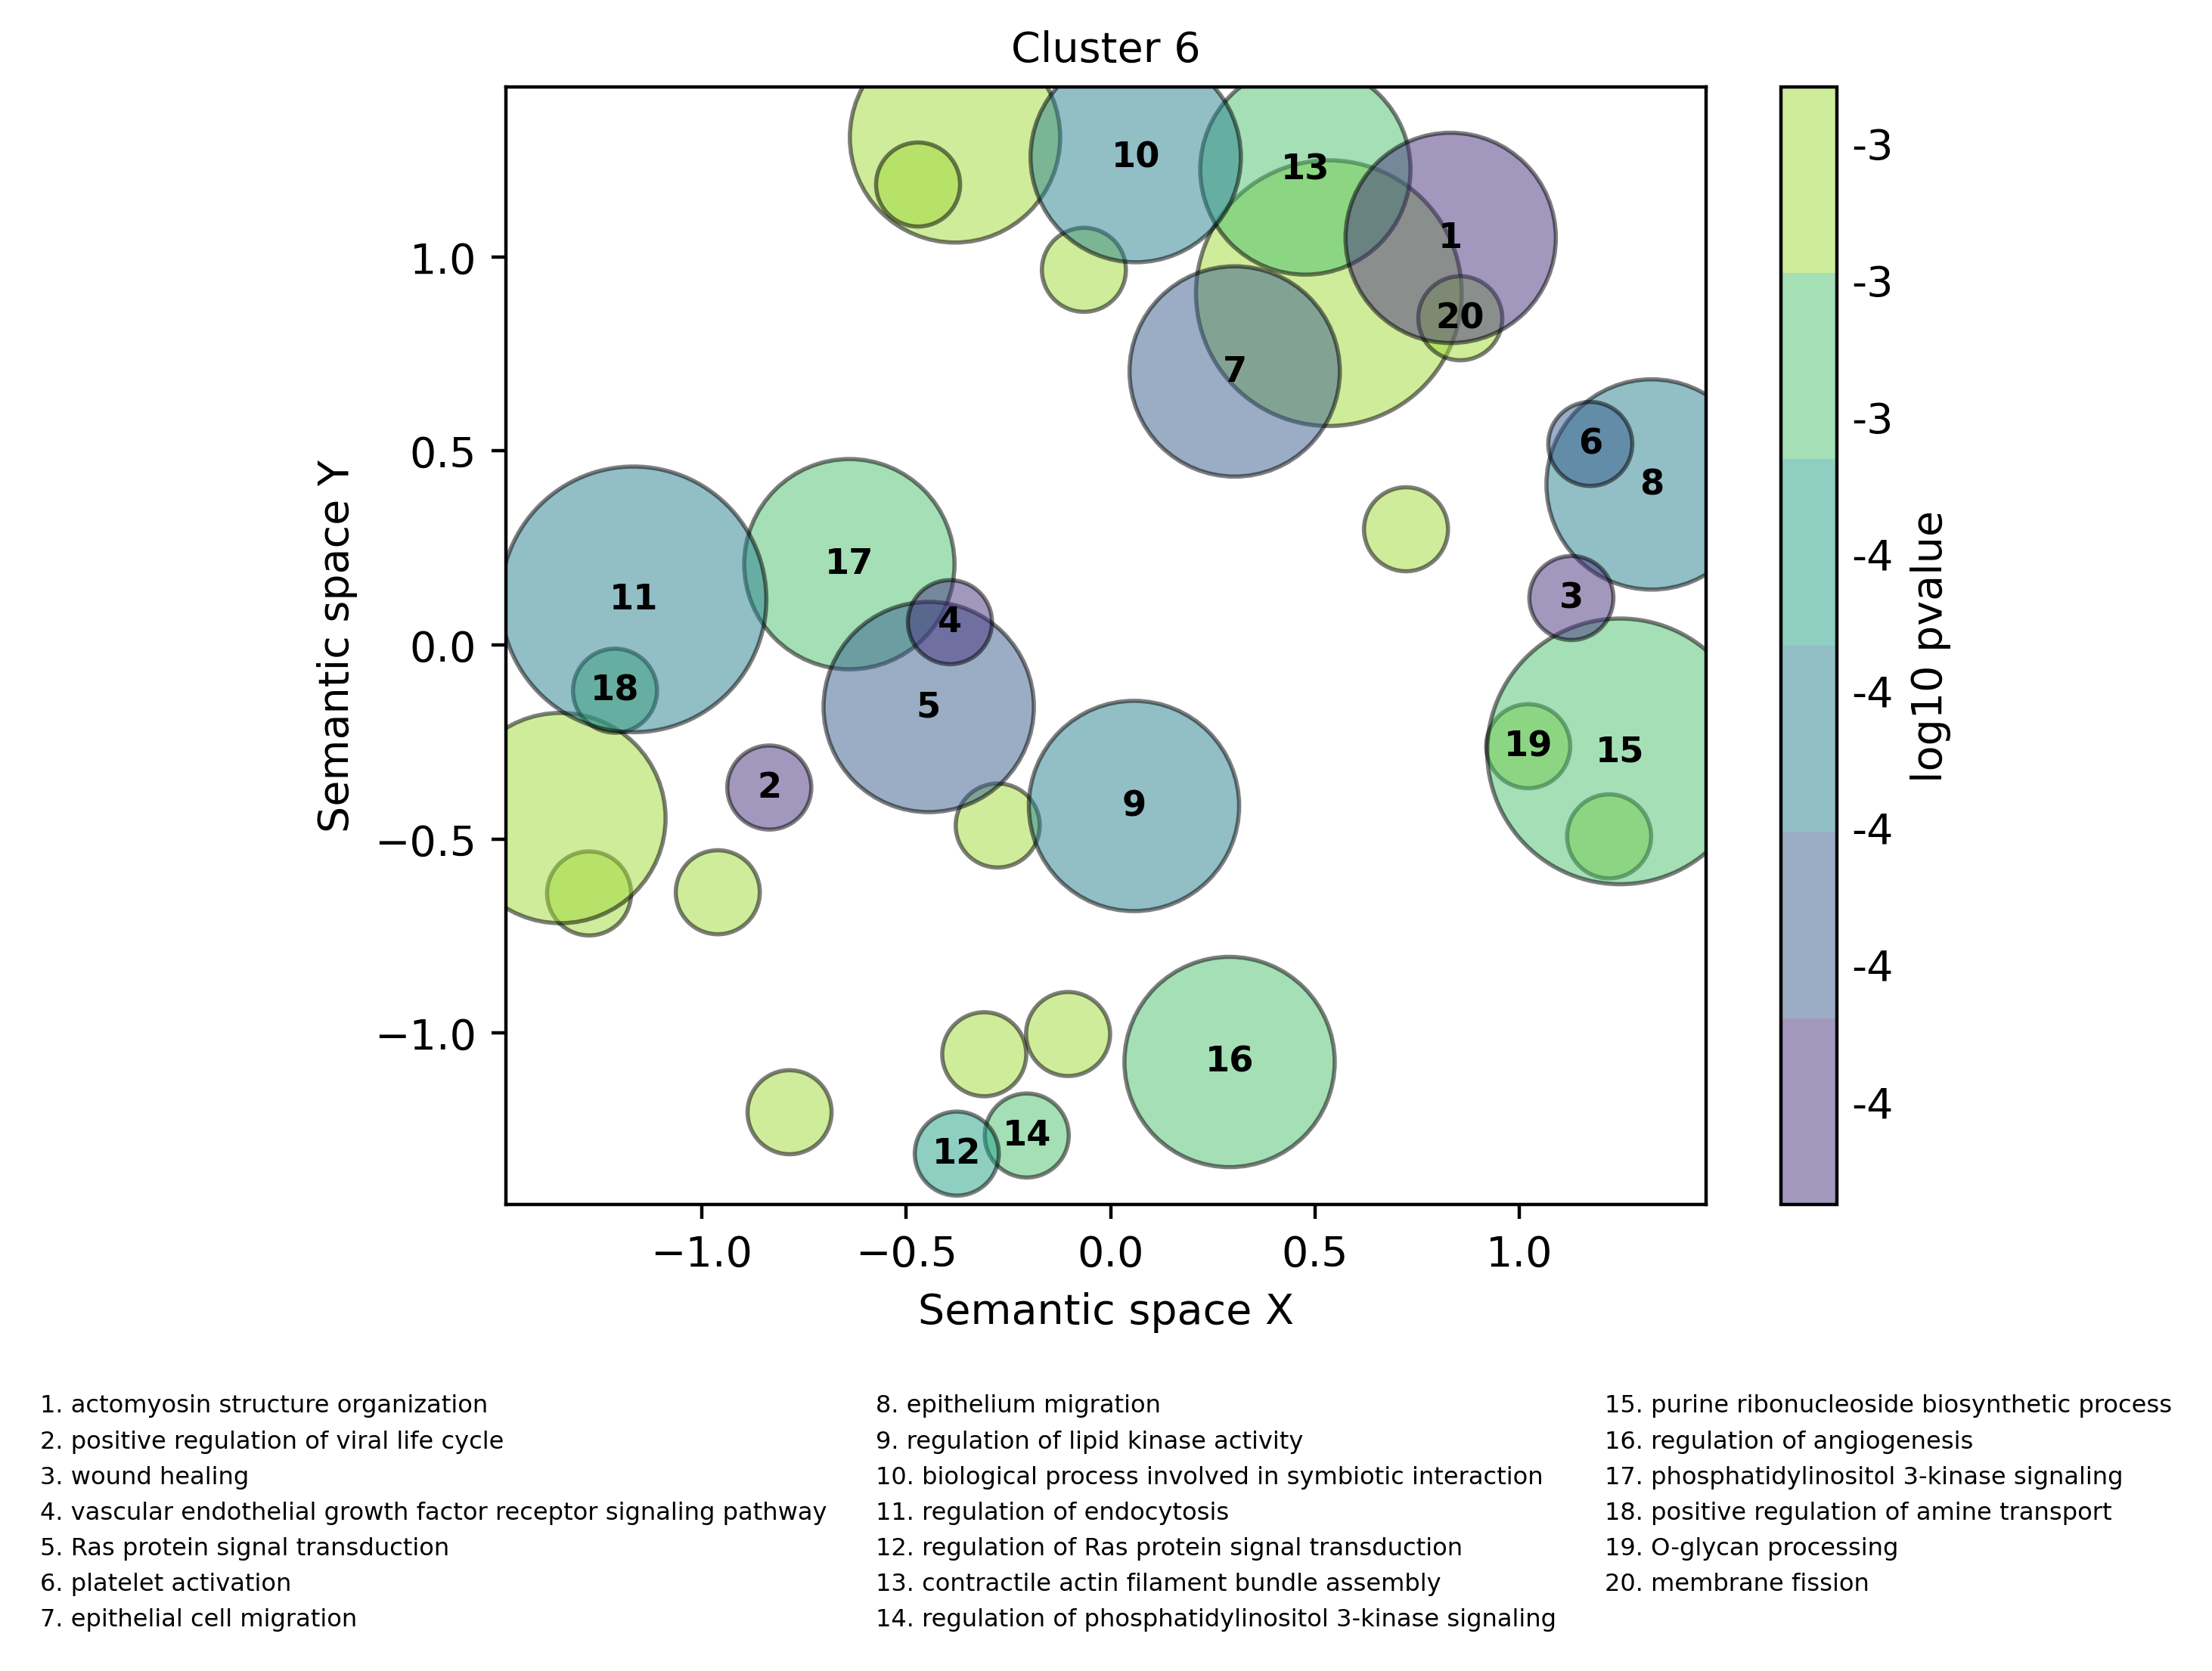 Cluster 6
10
13
1
20
7
6
8
3
17
11
4
18
5
2
9
19
15
16
14
12
1.0
0.5
0.0
−0.5
−1.0
Semantic space Y
−1.0
−0.5
0.0
0.5
1.0
Semantic space X
-3
-3
-3
-4
-4
-4
-4
-4
log10 pvalue
1. actomyosin structure organization
2. positive regulation of viral life cycle
3. wound healing
4. vascular endothelial growth factor receptor signaling pathway
5. Ras protein signal transduction
6. platelet activation
7. epithelial cell migration
8. epithelium migration
9. regulation of lipid kinase activity
10. biological process involved in symbiotic interaction
11. regulation of endocytosis
12. regulation of Ras protein signal transduction
13. contractile actin filament bundle assembly
14. regulation of phosphatidylinositol 3-kinase signaling
15. purine ribonucleoside biosynthetic process
16. regulation of angiogenesis
17. phosphatidylinositol 3-kinase signaling
18. positive regulation of amine transport
19. O-glycan processing
20. membrane fission